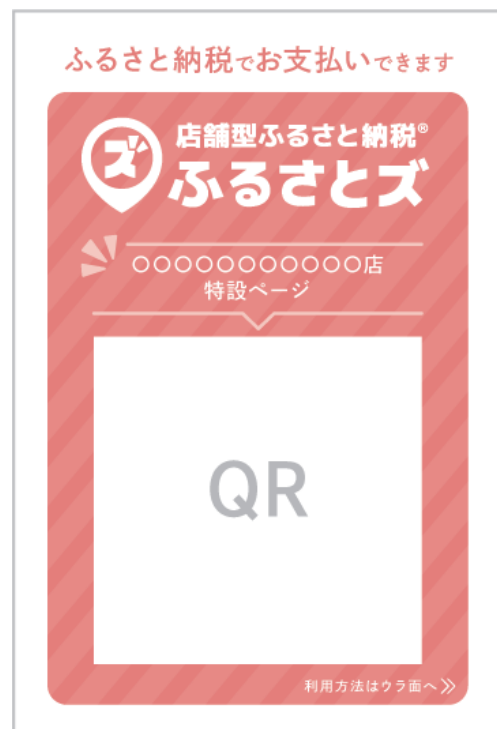 ふるさと納税でお支払いできます
ズ
店舗型ふるさと納税®
ふるさとズ
○○○○○○○○○○○店
特設ページ
QR
利用方法はウラ面へ